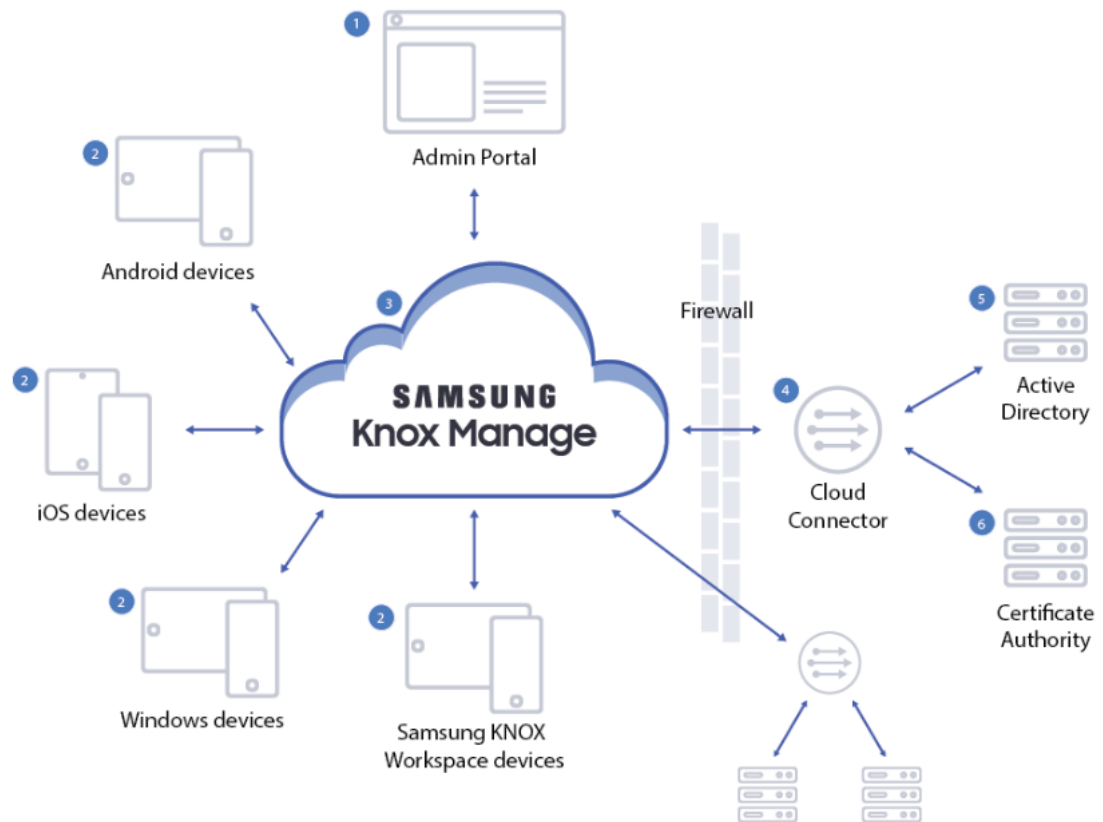 1
Admin Portal
2
Android devices
3
Firewall
SAMSUNG
Knox Manage
2
iOS devices
4
Cloud
Connector
5
Active
Directory
6
Certificate
Authority
2
Windows devices
2
Samsung KNOX
Workspace devices